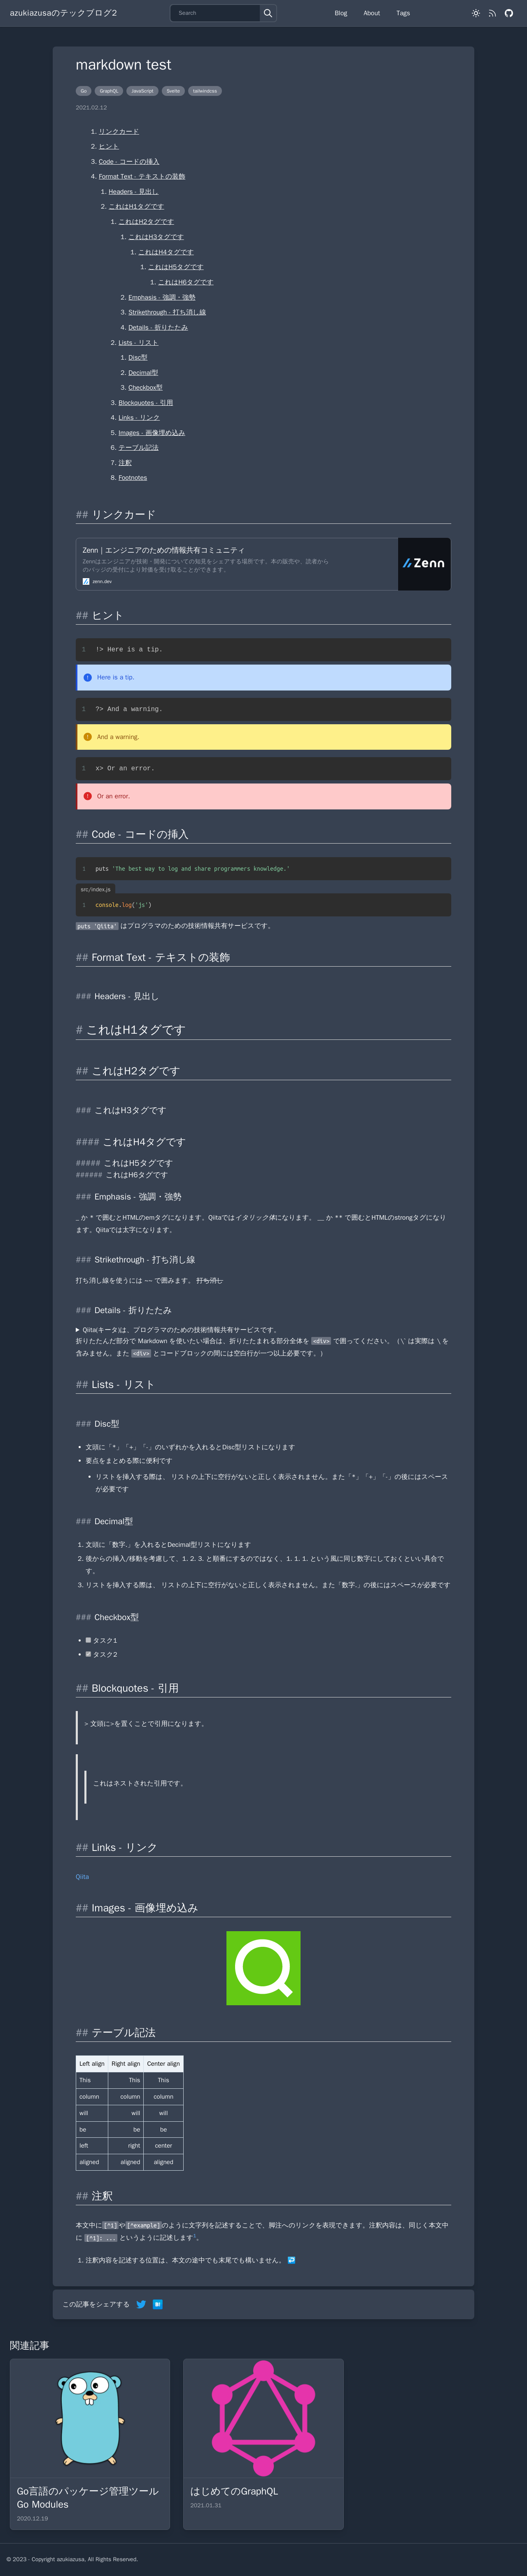 azukiazusaのテックブログ2
Search
Blog
About
Tags
markdown test
Go
GraphQL
JavaScript
Svelte
tailwindcss
2021.02.12
1. リンクカード
2. ヒント
3. Code - コードの挿入
4. Format Text - テキストの装飾
1. Headers - 見出し
2. これはH1タグです
1. これはH2タグです
1. これはH3タグです
1. これはH4タグです
1. これはH5タグです
1. これはH6タグです
2. Emphasis - 強調・強勢
3. Strikethrough - 打ち消し線
4. Details - 折りたたみ
2. Lists - リスト
1. Disc型
2. Decimal型
3. Checkbox型
3. Blockquotes - 引用
4. Links - リンク
5. Images - 画像埋め込み
6. テーブル記法
7. 注釈
8. Footnotes
## リンクカード
Zenn｜エンジニアのための情報共有コミュニティ
Zennはエンジニアが技術・開発についての知見をシェアする場所です。本の販売や、読者から
のバッジの受付により対価を受け取ることができます。
zenn.dev
Zenn
## ヒント
1 !> Here is a tip.
! Here is a tip.
1 ?> And a warning.
! And a warning.
1 x> Or an error.
! Or an error.
## Code - コードの挿入
1 puts 'The best way to log and share programmers knowledge.'
src/index.js
1 console.log('js')
puts 'Qiita' はプログラマのための技術情報共有サービスです。
## Format Text - テキストの装飾
### Headers - 見出し
# これはH1タグです
## これはH2タグです
### これはH3タグです
#### これはH4タグです
##### これはH5タグです
###### これはH6タグです
### Emphasis - 強調・強勢
_ か * で囲むとHTMLのemタグになります。Qiitaではイタリック体になります。 __ か ** で囲むとHTMLのstrongタグになり
ます。Qiitaでは太字になります。
### Strikethrough - 打ち消し線
打ち消し線を使うには ~~ で囲みます。 打ち消し
### Details - 折りたたみ
▶ Qiita(キータ)は、プログラマのための技術情報共有サービスです。
折りたたんだ部分で Markdown を使いたい場合は、折りたたまれる部分全体を <div> で囲ってください。（\` は実際は \ を
含みません。また <div> とコードブロックの間には空白行が一つ以上必要です。）
## Lists - リスト
### Disc型
• 文頭に「*」「+」「-」のいずれかを入れるとDisc型リストになります
• 要点をまとめる際に便利です
• リストを挿入する際は、 リストの上下に空行がないと正しく表示されません。また「*」「+」「-」の後にはスペース
が必要です
### Decimal型
1. 文頭に「数字.」を入れるとDecimal型リストになります
2. 後からの挿入/移動を考慮して、1. 2. 3. と順番にするのではなく、1. 1. 1. という風に同じ数字にしておくといい具合で
す。
3. リストを挿入する際は、 リストの上下に空行がないと正しく表示されません。また「数字.」の後にはスペースが必要です
### Checkbox型
• タスク1
• タスク2
## Blockquotes - 引用
> 文頭に>を置くことで引用になります。
これはネストされた引用です。
## Links - リンク
Qiita
## Images - 画像埋め込み
## テーブル記法
Left align Right align Center align
This This This
column column column
will will will
be be be
left right center
aligned aligned aligned
## 注釈
本文中に[^1]や[^example]のように文字列を記述することで、脚注へのリンクを表現できます。注釈内容は、同じく本文中
に [^1]: ... というように記述します1。
1. 注釈内容を記述する位置は、本文の途中でも末尾でも構いません。 ↩
この記事をシェアする
B!
関連記事
Go言語のパッケージ管理ツール
Go Modules
2020.12.19
はじめてのGraphQL
2021.01.31
© 2023 - Copyright azukiazusa, All Rights Reserved.